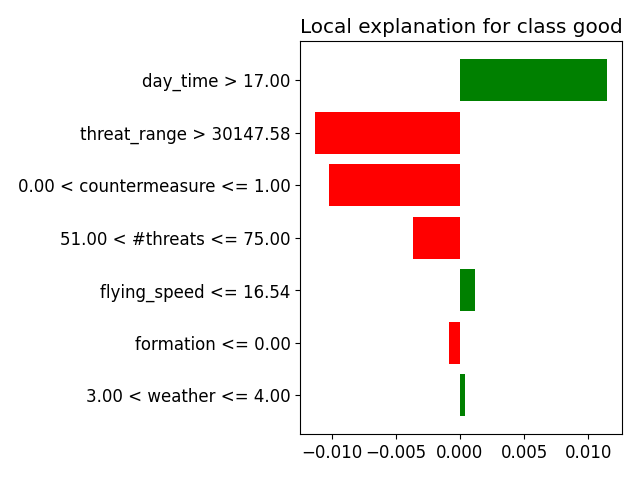 Local explanation for class good
day_time > 17.00
threat_range > 30147.58
0.00 < countermeasure <= 1.00
51.00 < #threats <= 75.00
flying_speed <= 16.54
formation <= 0.00
3.00 < weather <= 4.00
−0.010 −0.005 0.000 0.005 0.010